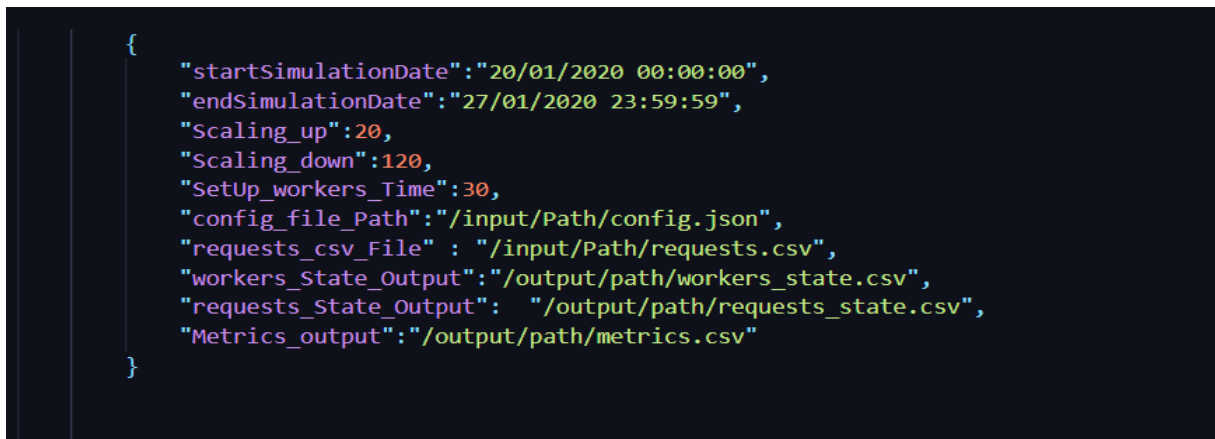 {
"startSimulationDate":"20/01/2020 00:00:00",
"endSimulationDate":"27/01/2020 23:59:59",
"Scaling_up":20,
"Scaling_down":120,
"SetUp_workers_Time":30,
"config_file_Path":"/input/Path/config.json",
"requests_csv_File" : "/input/Path/requests.csv",
"workers_State_Output":"/output/path/workers_state.csv",
"requests_State_Output":  "/output/path/requests_state.csv",
"Metrics_output":"/output/path/metrics.csv"
}